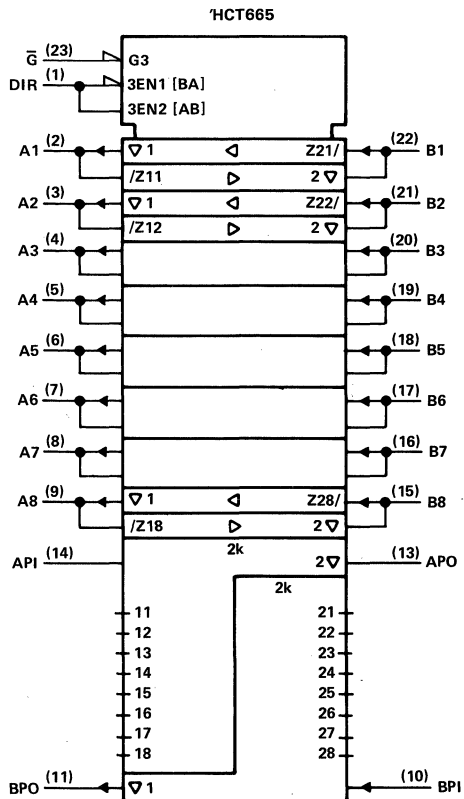 'HCT665
G̅ (23) G3
DIR (1) 3EN1 [BA]
3EN2 [AB]
A1 (2) ▽ 1 ◁ Z21/ (22) B1
/Z11 ▷ 2 ▽
A2 (3) ▽ 1 ◁ Z22/ (21) B2
/Z12 ▷ 2 ▽
A3 (4) (20) B3
A4 (5) (19) B4
A5 (6) (18) B5
A6 (7) (17) B6
A7 (8) (16) B7
A8 (9) ▽ 1 ◁ Z28/ (15) B8
/Z18 ▷ 2 ▽
2k
API (14) 2 ▽ (13) APO
2k
11 21
12 22
13 23
14 24
15 25
16 26
17 27
18 28
BPO (11) ▽ 1 (10) BPI